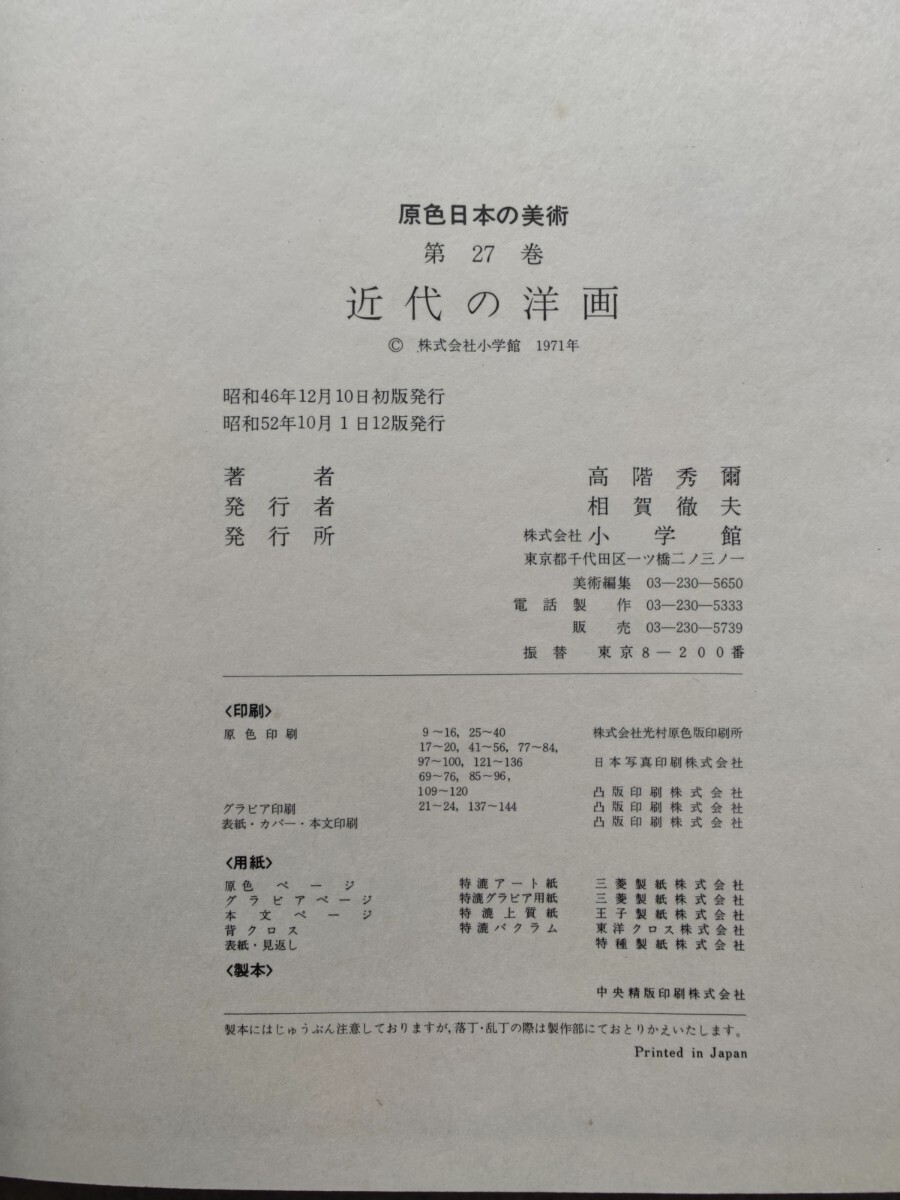 原色日本の美術
第 27 巻
近代の洋画
© 株式会社小学館 1971年
昭和46年12月10日初版発行
昭和52年10月1日12版発行
著者 高階秀爾
発行者 相賀徹夫
発行所 株式会社 小学館
東京都千代田区一ツ橋二ノ三ノ一
美術編集 03―230―5650
電話製作 03―230―5333
販売 03―230―5739
振替 東京8―200番
〈印刷〉
原色印刷 9~16, 25~40 株式会社光村原色版印刷所
17~20, 41~56, 77~84,
97~100, 121~136 日本写真印刷株式会社
69~76, 85~96,
109~120 凸版印刷株式会社
グラビア印刷 21~24, 137~144 凸版印刷株式会社
表紙・カバー・本文印刷 凸版印刷株式会社
〈用紙〉
原色ページ 特漉アート紙 三菱製紙株式会社
グラビアページ 特漉グラビア用紙 三菱製紙株式会社
本文ページ 特漉上質紙 王子製紙株式会社
背クロス 特漉バクラム 東洋クロス株式会社
表紙・見返し 特種製紙株式会社
〈製本〉
中央精版印刷株式会社
製本にはじゅうぶん注意しておりますが,落丁・乱丁の際は製作部にておとりかえいたします。
Printed in Japan